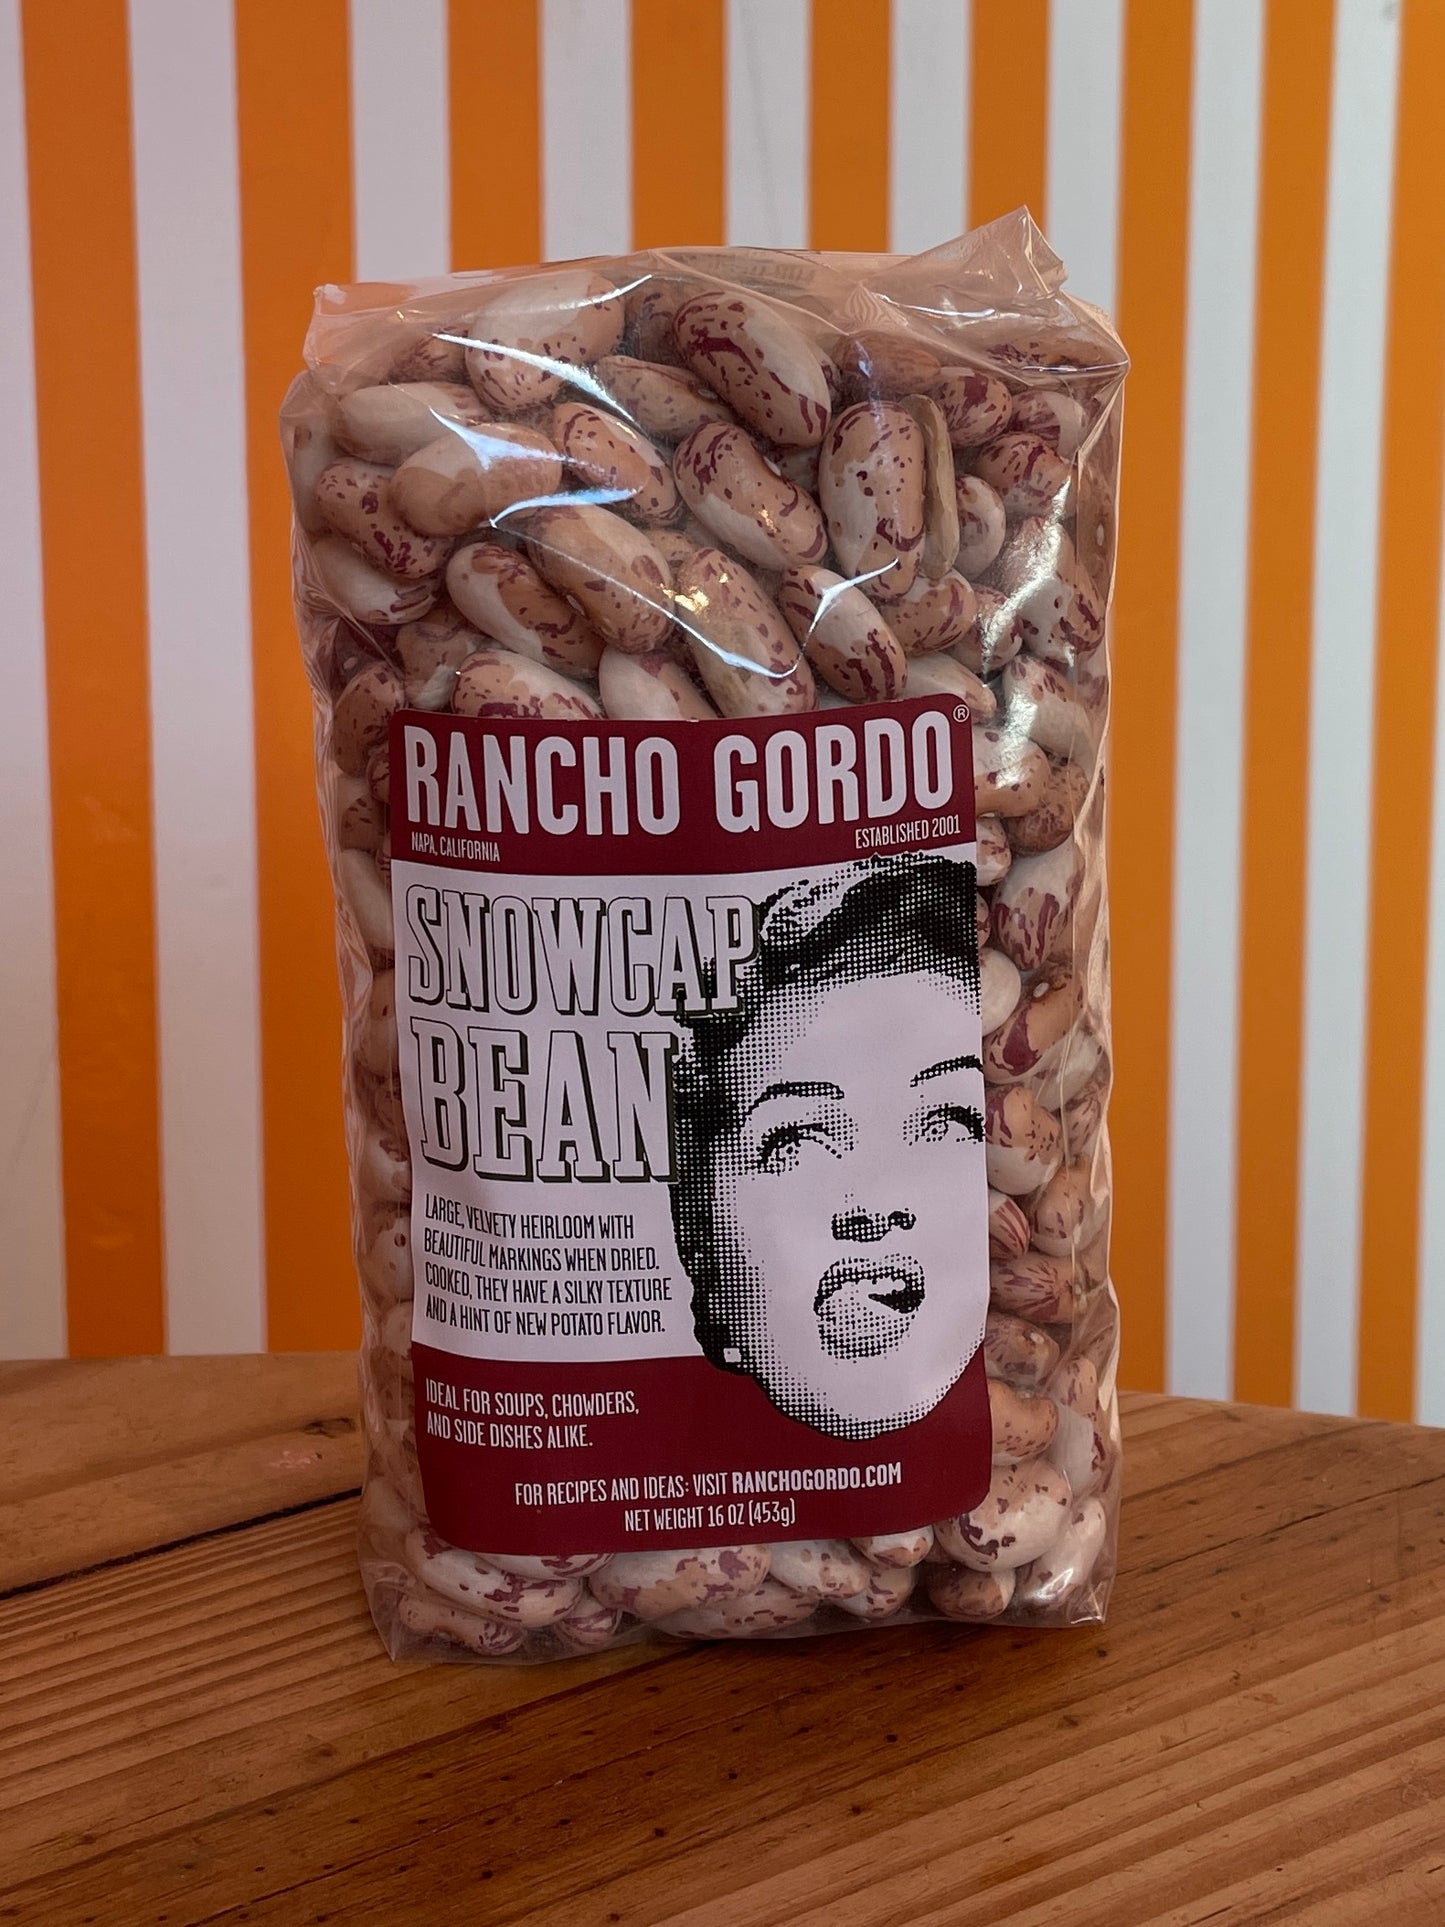 RANCHO GORDO®
NAPA, CALIFORNIA
ESTABLISHED 2001
SNOWCAP
BEAN
LARGE, VELVETY HEIRLOOM WITH
BEAUTIFUL MARKINGS WHEN DRIED.
COOKED, THEY HAVE A SILKY TEXTURE
AND A HINT OF NEW POTATO FLAVOR.
IDEAL FOR SOUPS, CHOWDERS,
AND SIDE DISHES ALIKE.
FOR RECIPES AND IDEAS: VISIT RANCHOGORDO.COM
NET WEIGHT 16 OZ (453g)